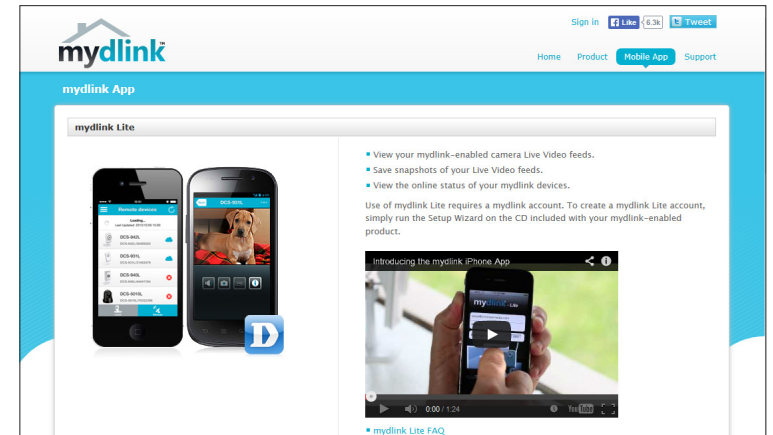 Sign in Like 6.3k Tweet
mydlink™
Home Product Mobile App Support
mydlink App
mydlink Lite
View your mydlink-enabled camera Live Video feeds.
Save snapshots of your Live Video feeds.
View the online status of your mydlink devices.
Use of mydlink Lite requires a mydlink account. To create a mydlink Lite account,
simply run the Setup Wizard on the CD included with your mydlink-enabled
product.
Remote devices
Loading...
DCS-942L
DCS-931L
DCS-945L
DCS-5010L
DCS-931L
D
Introducing the mydlink iPhone App
mydlink Lite
0:00 / 1:24
YouTube
mydlink Lite FAQ